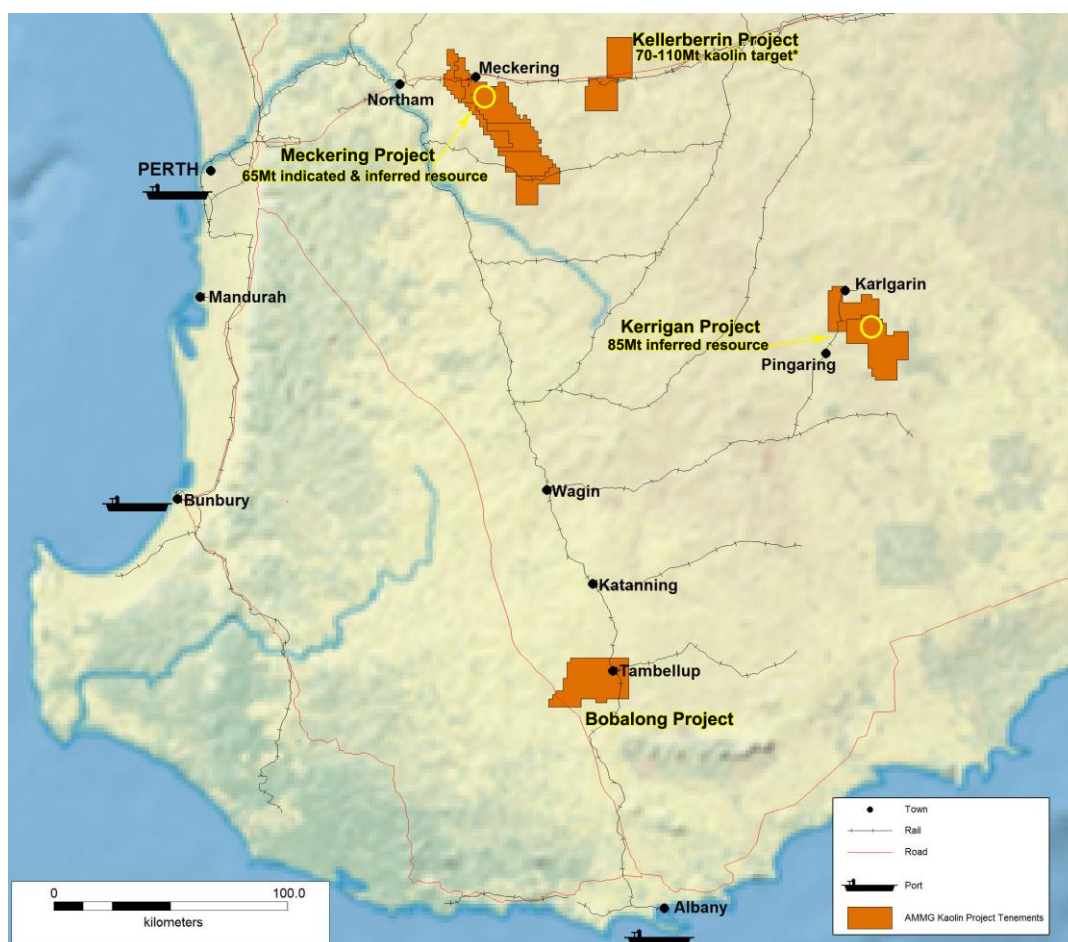 Kellerberrin Project
70-110Mt kaolin target*
Meckering
Northam
Meckering Project
65Mt indicated & inferred resource
PERTH
Karlgarin
Mandurah
Kerrigan Project
85Mt inferred resource
Pingaring
Wagin
Bunbury
Katanning
Tambellup
Bobalong Project
Town
Rail
Road
Port
AMMG Kaolin Project Tenements
0
100.0
kilometers
Albany